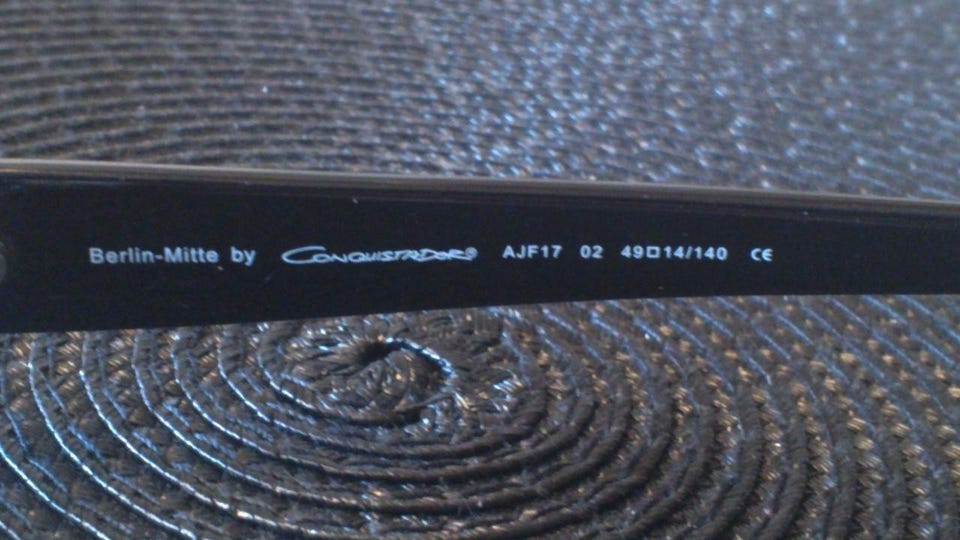 Berlin-Mitte by CONQUISTADOR® AJF17 02 49□14/140 CE